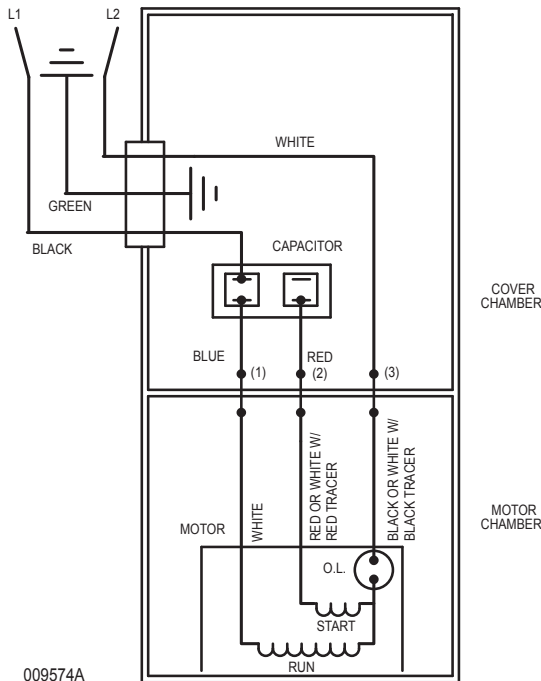 L1
L2
WHITE
GREEN
BLACK
CAPACITOR
COVER
CHAMBER
BLUE
(1)
RED
(2)
(3)
WHITE
RED OR WHITE W/
RED TRACER
BLACK OR WHITE W/
BLACK TRACER
MOTOR
CHAMBER
MOTOR
O.L.
START
RUN
009574A